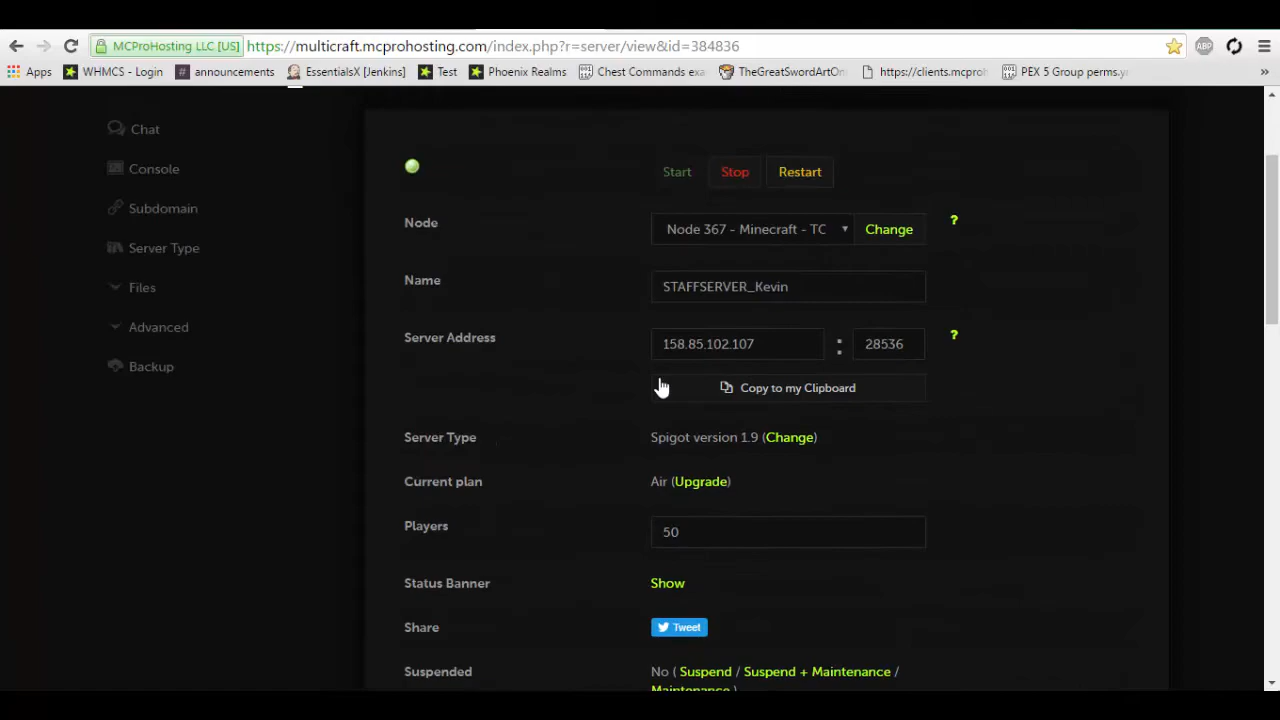 MCProHosting LLC [US] https://multicraft.mcprohosting.com/index.php?r=server/view&id=384836 ABP
Apps WHMCS - Login announcements EssentialsX [Jenkins] Test Phoenix Realms Chest Commands exa TheGreatSwordArtOn https://clients.mcproh PEX 5 Group perms.y »
Chat
Console
Subdomain
Server Type
Files
Advanced
Backup
Start Stop Restart
Node Node 367 - Minecraft - TC Change ?
Name STAFFSERVER_Kevin
Server Address 158.85.102.107 : 28536 ?
Copy to my Clipboard
Server Type Spigot version 1.9 (Change)
Current plan Air (Upgrade)
Players 50
Status Banner Show
Share Tweet
Suspended No ( Suspend / Suspend + Maintenance /
Maintenance )